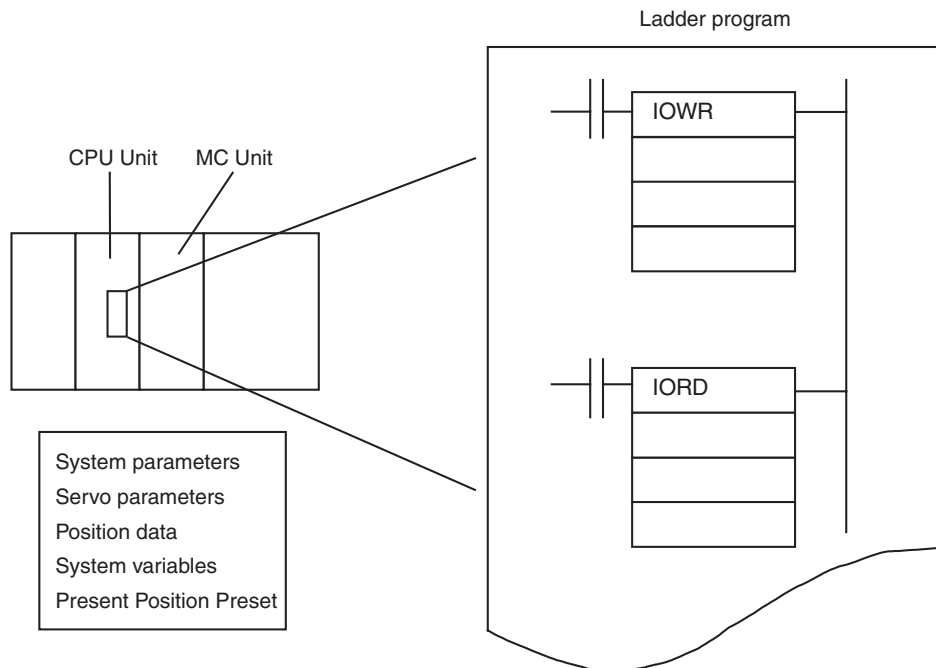 Ladder program
IOWR
CPU Unit
MC Unit
IORD
System parameters
Servo parameters
Position data
System variables
Present Position Preset